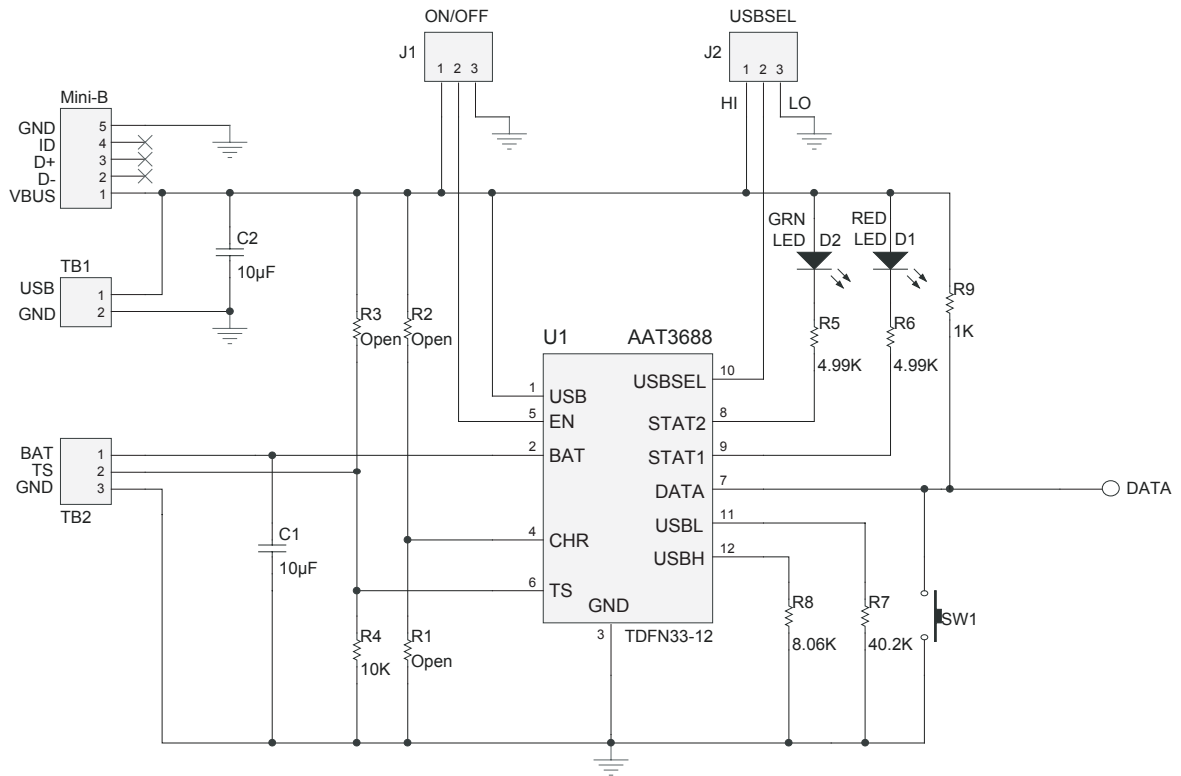 ON/OFF
J1
1 2 3
USBSEL
J2
1 2 3
HI
LO
Mini-B
GND 5
ID 4
D+ 3
D- 2
VBUS 1
C2
10µF
TB1
USB 1
GND 2
R3
Open
R2
Open
GRN
LED D2
RED
LED D1
R9
1K
R5
4.99K
R6
4.99K
U1 AAT3688
1 USB
5 EN
2 BAT
4 CHR
6 TS
GND
3
TDFN33-12
USBSEL 10
STAT2 8
STAT1 9
DATA 7
USBL 11
USBH 12
DATA
BAT 1
TS 2
GND 3
TB2
C1
10µF
R4
10K
R1
Open
R8
8.06K
R7
40.2K
SW1